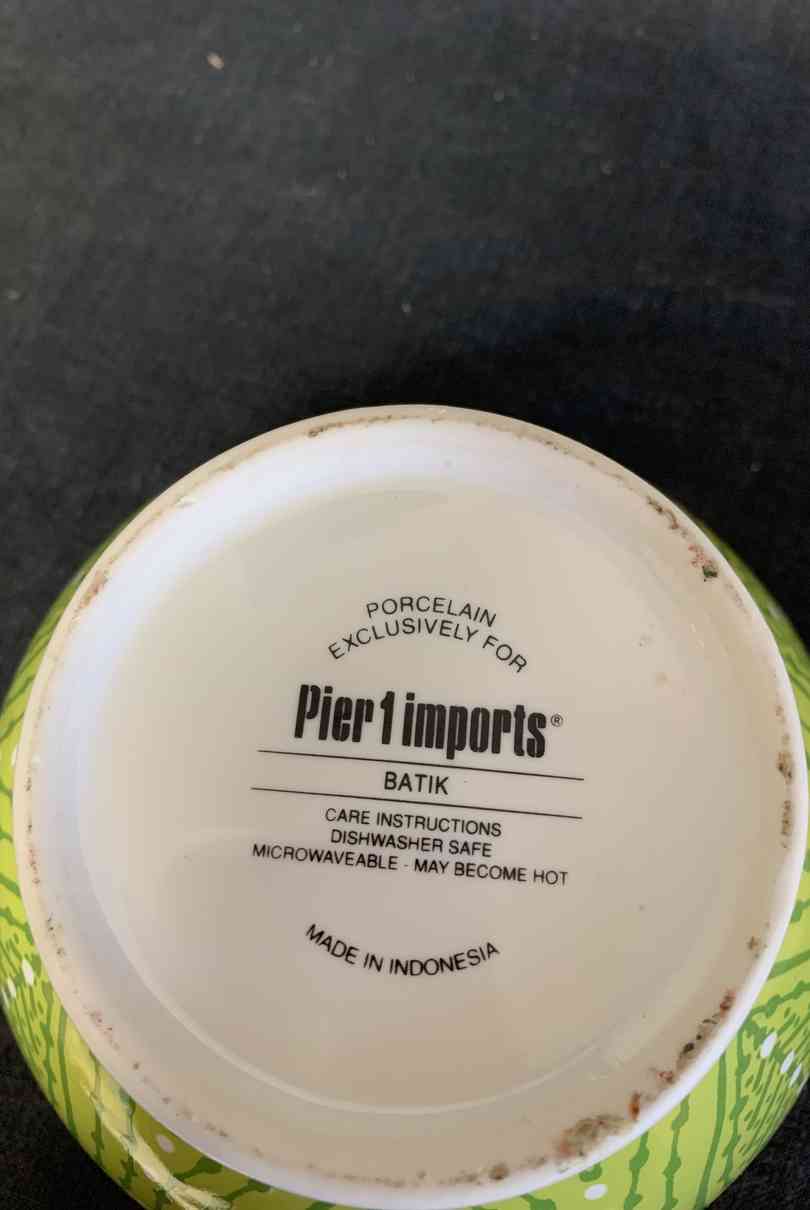 PORCELAIN
EXCLUSIVELY FOR
Pier 1 imports®
BATIK
CARE INSTRUCTIONS
DISHWASHER SAFE
MICROWAVEABLE - MAY BECOME HOT
MADE IN INDONESIA